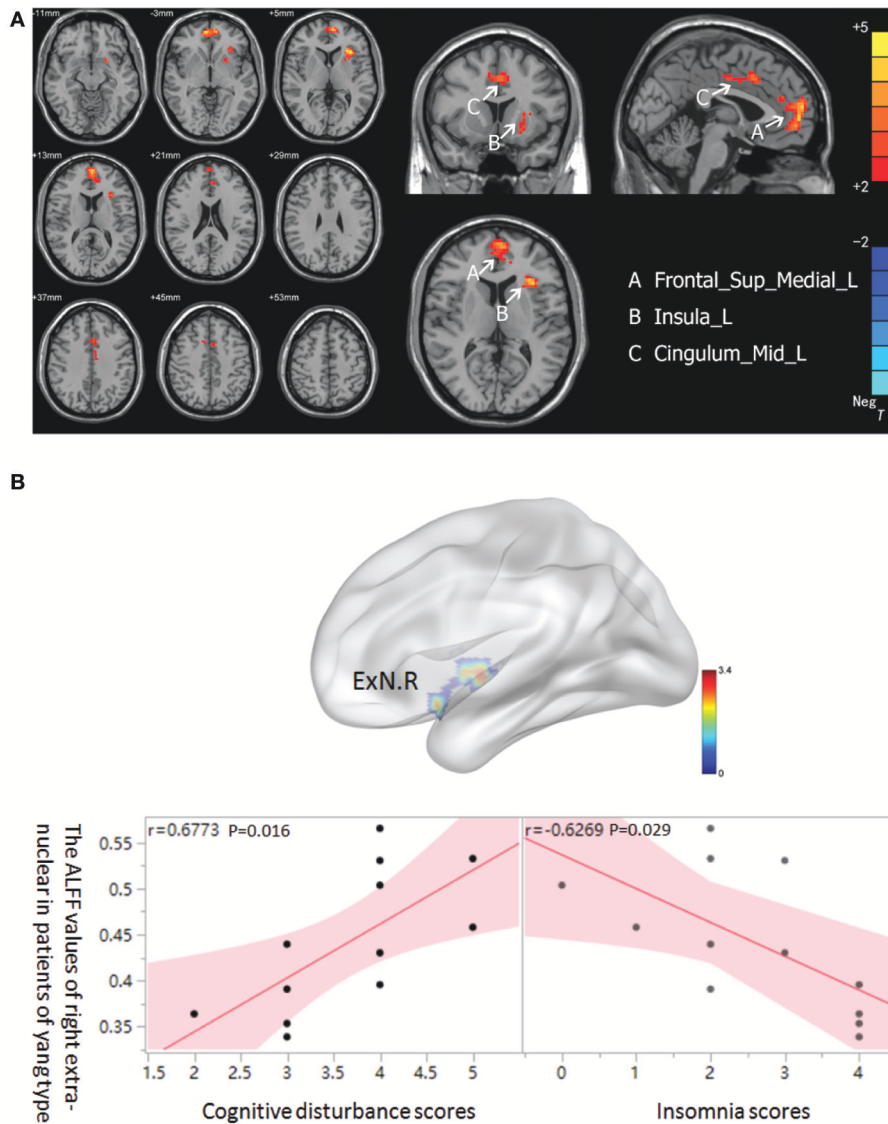 A
-11mm
-3mm
+5mm
+13mm
+21mm
+29mm
+37mm
+45mm
+53mm
C
B
C
A
A
B
A Frontal_Sup_Medial_L
B Insula_L
C Cingulum_Mid_L
+5
+2
-2
Neg
T
B
ExN.R
3.4
0
The ALFF values of right extra-
nuclear in patients of yang type
r=0.6773 P=0.016
r=-0.6269 P=0.029
0.55
0.5
0.45
0.4
0.35
1.5 2 2.5 3 3.5 4 4.5 5
0 1 2 3 4
Cognitive disturbance scores
Insomnia scores